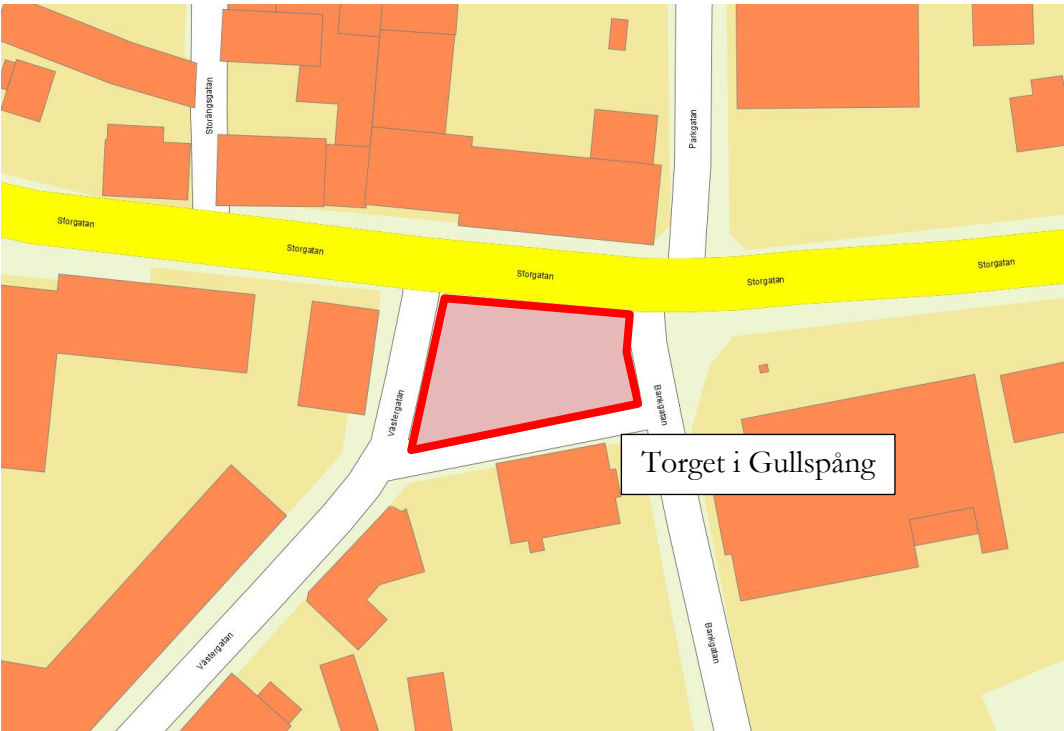 Storängsgatan
Parkgatan
Storgatan
Storgatan
Storgatan
Storgatan
Storgatan
Västergatan
Bankgatan
Torget i Gullspång
Västergatan
Bankgatan